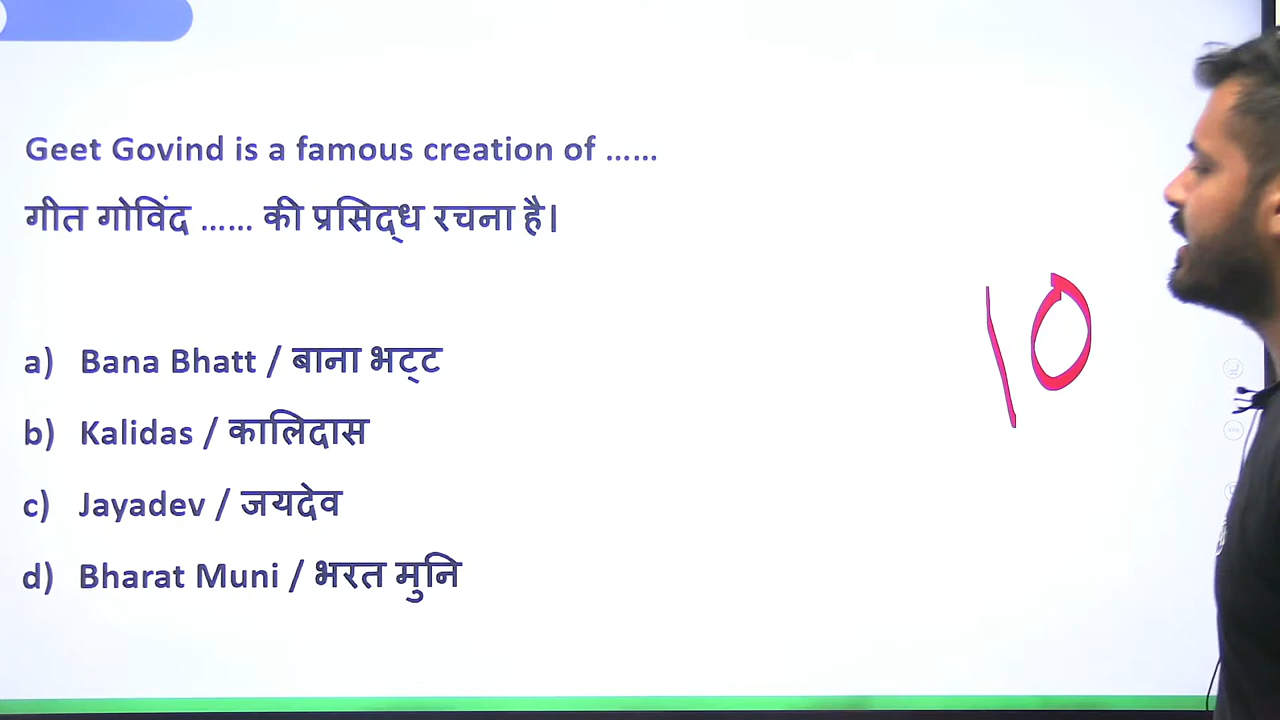 Geet Govind is a famous creation of ......
गीत गोविंद ...... की प्रसिद्ध रचना है।
10
a) Bana Bhatt / बाना भट्ट
b) Kalidas / कालिदास
c) Jayadev / जयदेव
d) Bharat Muni / भरत मुनि